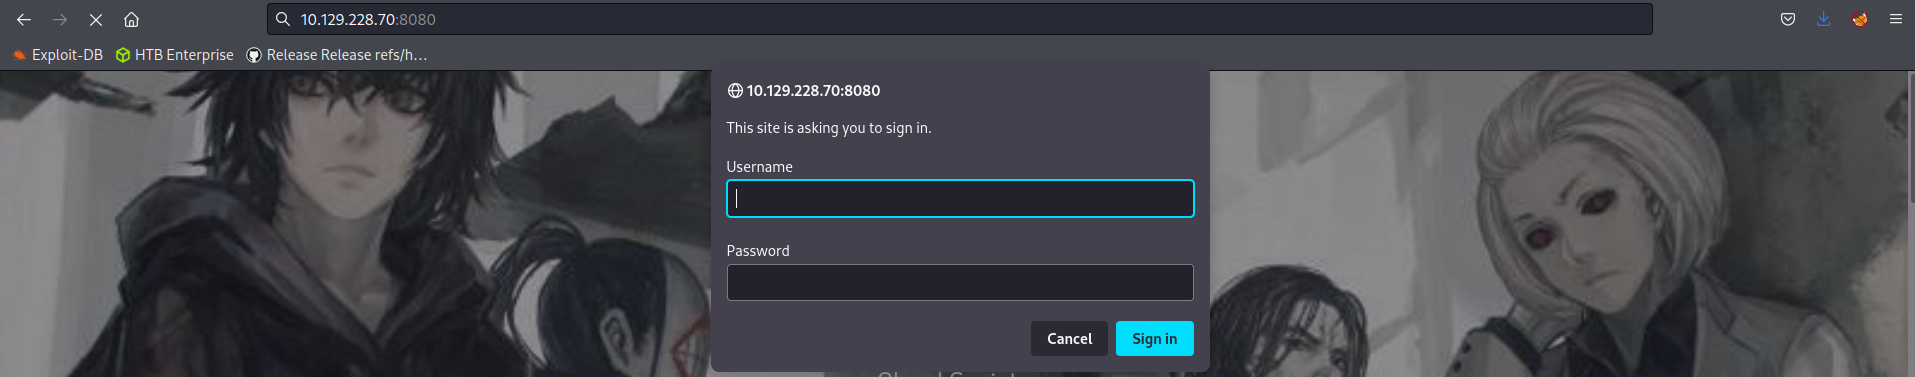 10.129.228.70:8080
Exploit-DB HTB Enterprise Release Release refs/h...
10.129.228.70:8080
This site is asking you to sign in.
Username
Password
Cancel Sign in